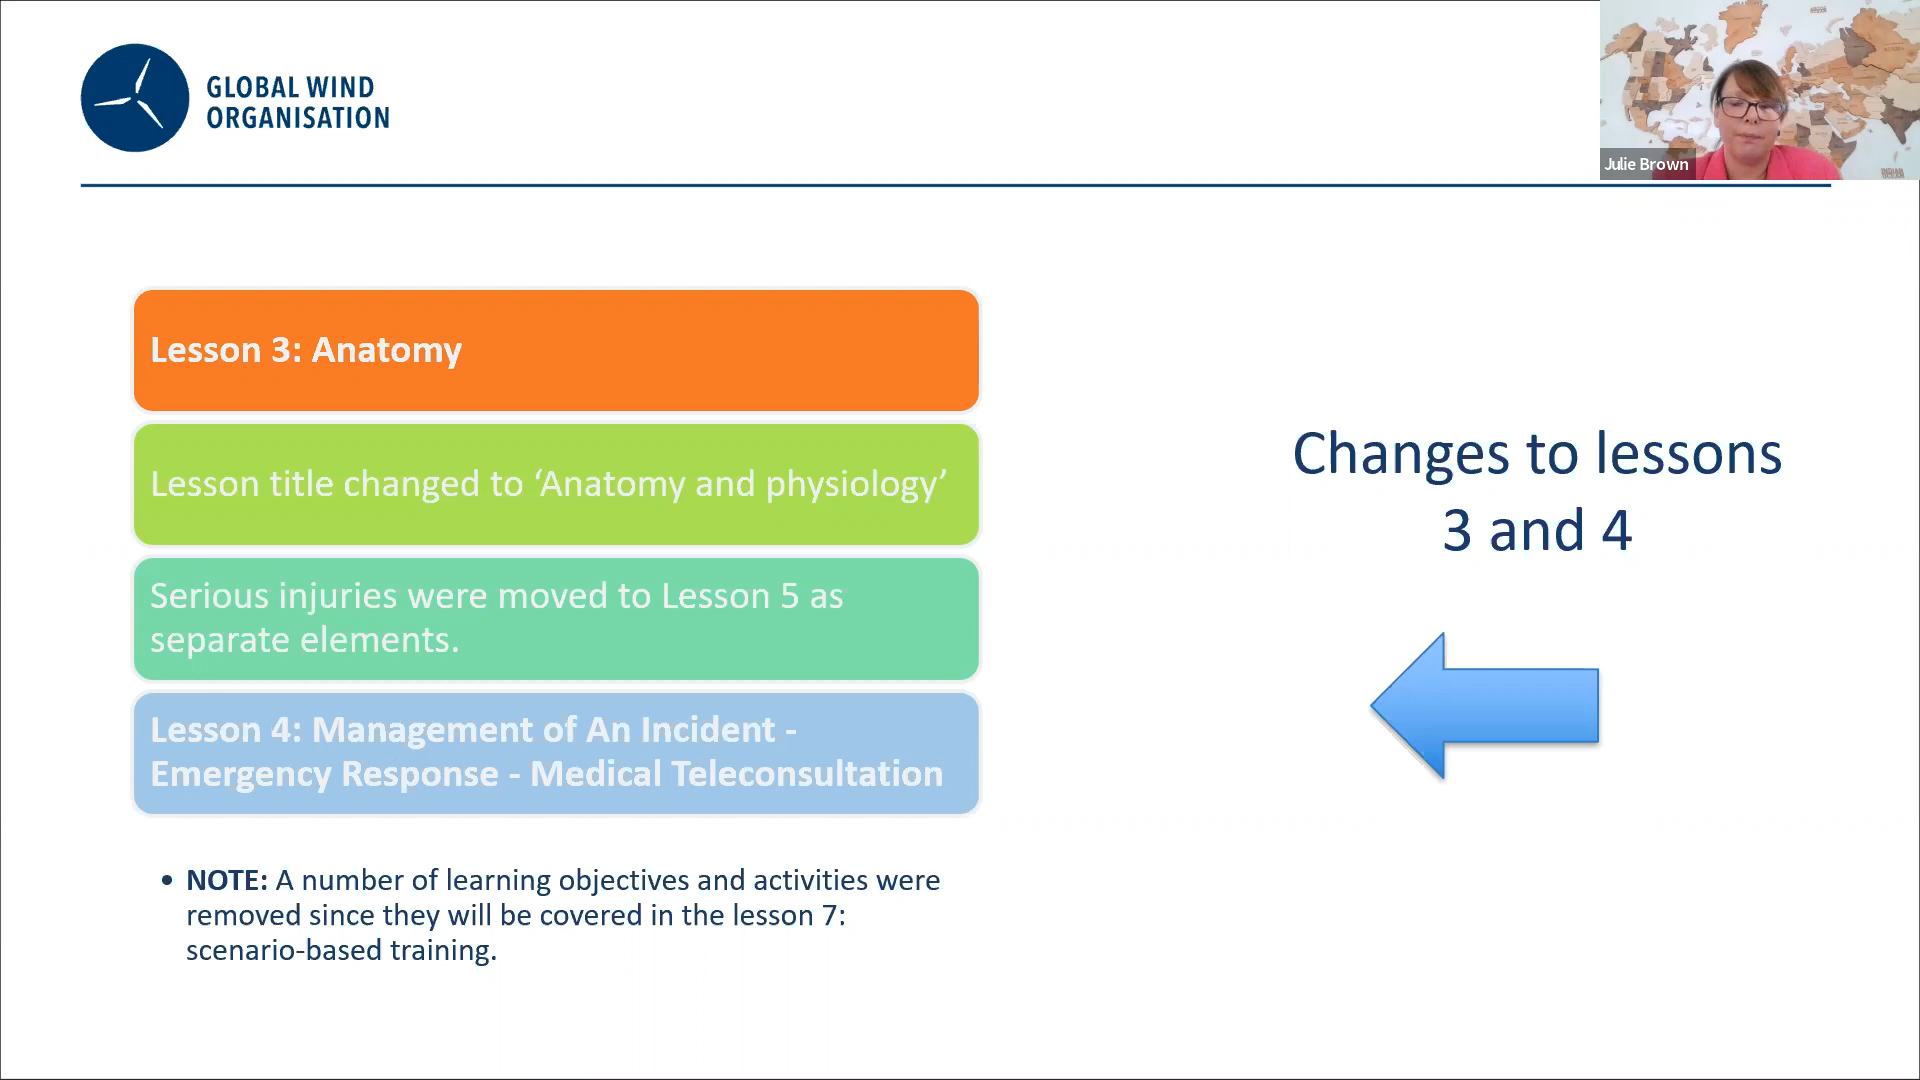 GLOBAL WIND
ORGANISATION
Julie Brown
Lesson 3: Anatomy
Lesson title changed to ‘Anatomy and physiology’
Serious injuries were moved to Lesson 5 as
separate elements.
Lesson 4: Management of An Incident -
Emergency Response - Medical Teleconsultation
• NOTE: A number of learning objectives and activities were
removed since they will be covered in the lesson 7:
scenario-based training.
Changes to lessons
3 and 4